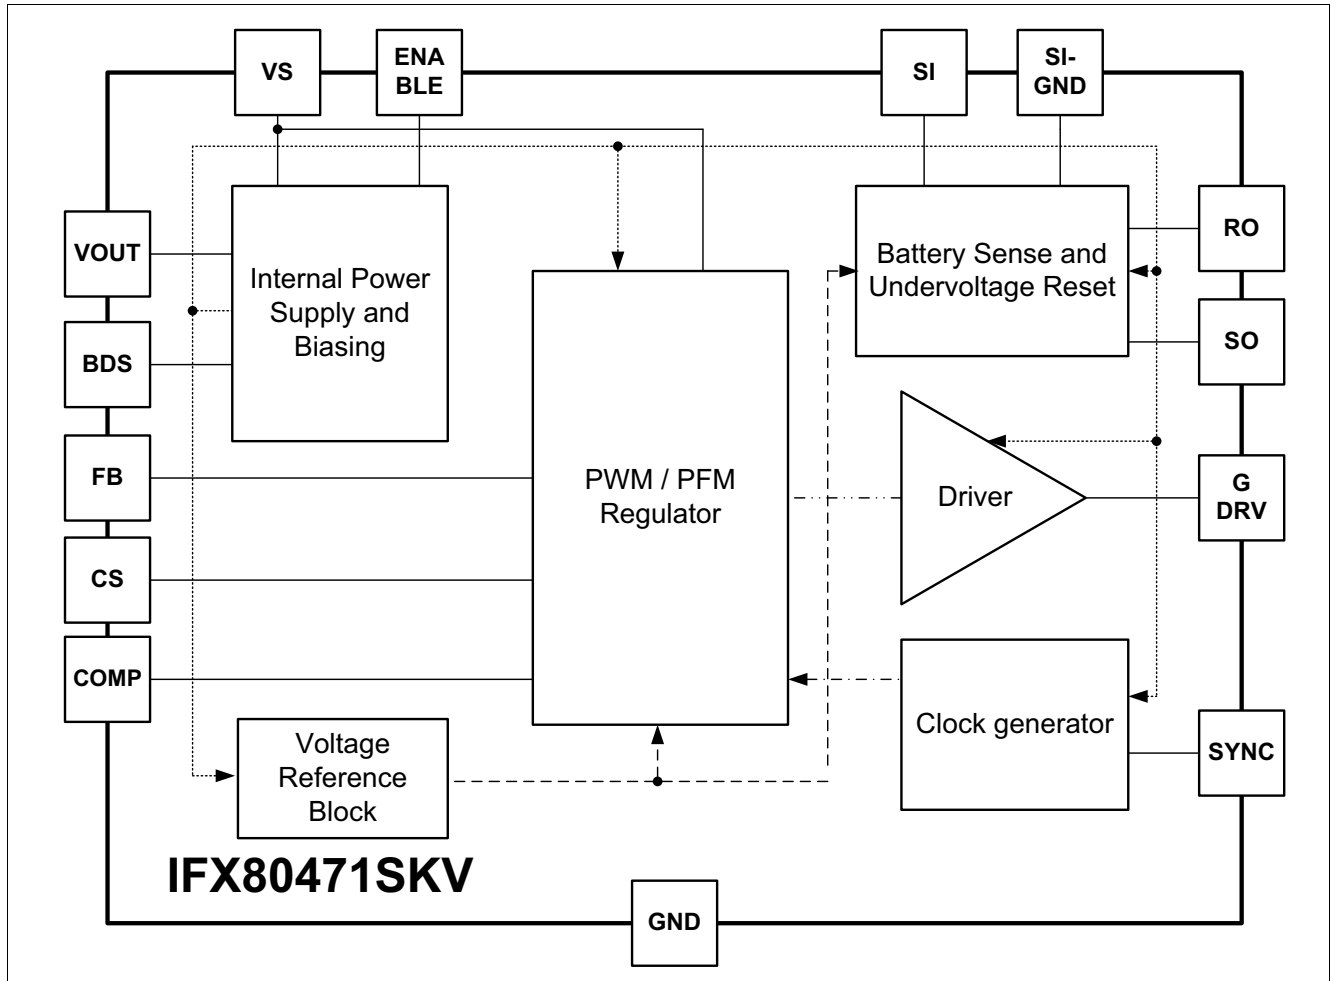 VS
ENA
BLE
SI
SI-
GND
VOUT
BDS
FB
CS
COMP
Internal Power
Supply and
Biasing
PWM / PFM
Regulator
Battery Sense and
Undervoltage Reset
RO
SO
Driver
G
DRV
Clock generator
SYNC
Voltage
Reference
Block
IFX80471SKV
GND